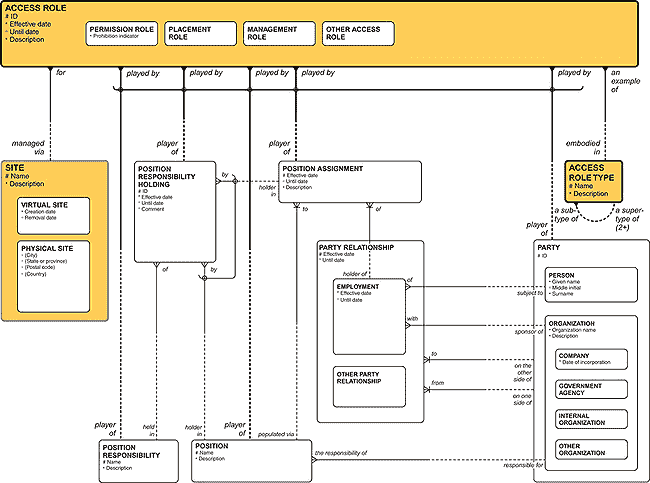 ACCESS ROLE
# ID
• Effective date
° Until date
• Description
PERMISSION ROLE
• Prohibition indicator
PLACEMENT
ROLE
MANAGEMENT
ROLE
OTHER ACCESS
ROLE
for
played by
played by
played by
played by
played by
an
example
of
managed
via
player
of
player
of
embodied
in
SITE
# Name
• Description
VIRTUAL SITE
• Creation date
° Removal date
PHYSICAL SITE
◦ (City)
◦ (State or province)
◦ (Postal code)
◦ (Country)
POSITION
RESPONSIBILITY
HOLDING
# ID
* Effective date
° Until date
° Comment
by
holder
in
POSITION ASSIGNMENT
# Effective date
° Until date
° Description
ACCESS
ROLE TYPE
# Name
• Description
a sub-
type of
a super-
type of
(2+)
to
of
player
of
PARTY RELATIONSHIP
# Effective date
° Until date
PARTY
# ID
of
by
holder of
EMPLOYMENT
* Effective date
° Until date
of
subject to
PERSON
• Given name
° Middle initial
• Surname
with
sponsor of
ORGANIZATION
• Organization name
° Description
to
on the
other
side of
COMPANY
* Date of incorporation
OTHER PARTY
RELATIONSHIP
from
on one
side of
GOVERNMENT
AGENCY
INTERNAL
ORGANIZATION
OTHER
ORGANIZATION
player
of
held
in
holder
in
player
of
populated via
POSITION
RESPONSIBILITY
# Name
• Description
POSITION
# Name
• Description
the responsibility of
responsible for